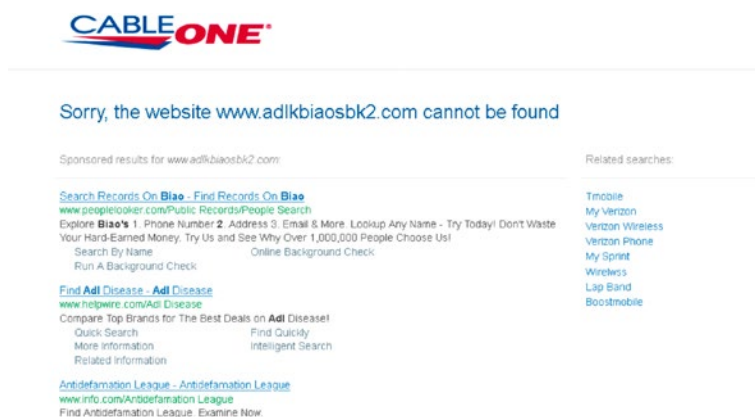 CABLE ONE®
Sorry, the website www.adlkbiaosbk2.com cannot be found
Sponsored results for www.adlkbiaosbk2.com:
Search Records On Biao - Find Records On Biao
www.peoplelooker.com/Public Records/People Search
Explore Biao's 1. Phone Number 2. Address 3. Email & More. Lookup Any Name - Try Today! Don't Waste
Your Hard-Earned Money. Try Us and See Why Over 1,000,000 People Choose Us!
Search By Name Online Background Check
Run A Background Check
Find Adl Disease - Adl Disease
www.helpwire.com/Adl Disease
Compare Top Brands for The Best Deals on Adl Disease!
Quick Search Find Quickly
More Information Intelligent Search
Related Information
Antidefamation League - Antidefamation League
www.info.com/Antidefamation League
Find Antidefamation League. Examine Now.
Related searches:
Tmobile
My Verizon
Verizon Wireless
Verizon Phone
My Sprint
Wirelwss
Lap Band
Boostmobile